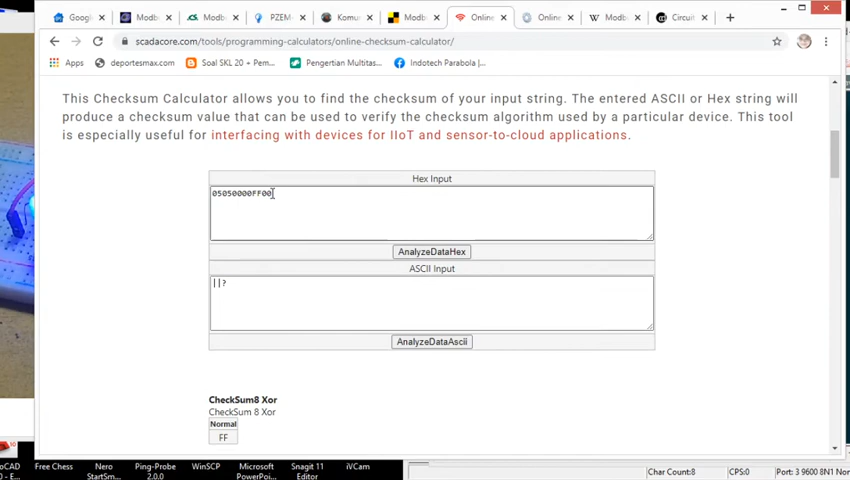 Google
Modb
Modb
PZEM-
Komu
Modb
Online
Online
Modb
Circuit
scadacore.com/tools/programming-calculators/online-checksum-calculator/
Apps
deportesmax.com
Soal SKL 20 + Pem...
Pengertian Multitas...
Indotech Parabola |...
This Checksum Calculator allows you to find the checksum of your input string. The entered ASCII or Hex string will
produce a checksum value that can be used to verify the checksum algorithm used by a particular device. This tool
is especially useful for interfacing with devices for IIoT and sensor-to-cloud applications.
Hex Input
05050000FF00
AnalyzeDataHex
ASCII Input
||?
AnalyzeDataAscii
CheckSum8 Xor
CheckSum 8 Xor
Normal
FF
oCAD
0 - E...
Free Chess
Nero
StartSm...
Ping-Probe
2.0.0
WinSCP
Microsoft
PowerPoi...
Snagit 11
Editor
iVCam
Char Count:8
CPS:0
Port: 3 9600 8N1 No